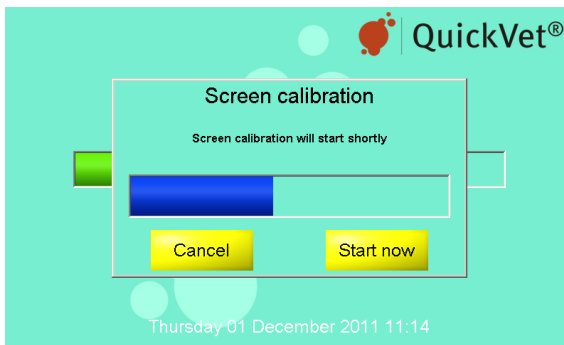 QuickVet®
Screen calibration
Screen calibration will start shortly
Cancel
Start now
Thursday 01 December 2011 11:14